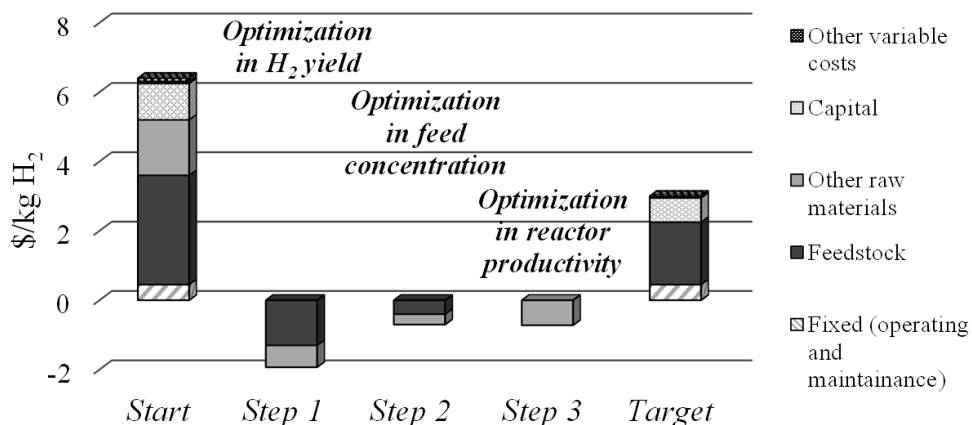 8
6
4
2
0
-2
$/kg H2
Optimization
in H2 yield
Optimization
in feed
concentration
Optimization
in reactor
productivity
Start
Step 1
Step 2
Step 3
Target
Other variable
costs
Capital
Other raw
materials
Feedstock
Fixed (operating
and
maintainance)